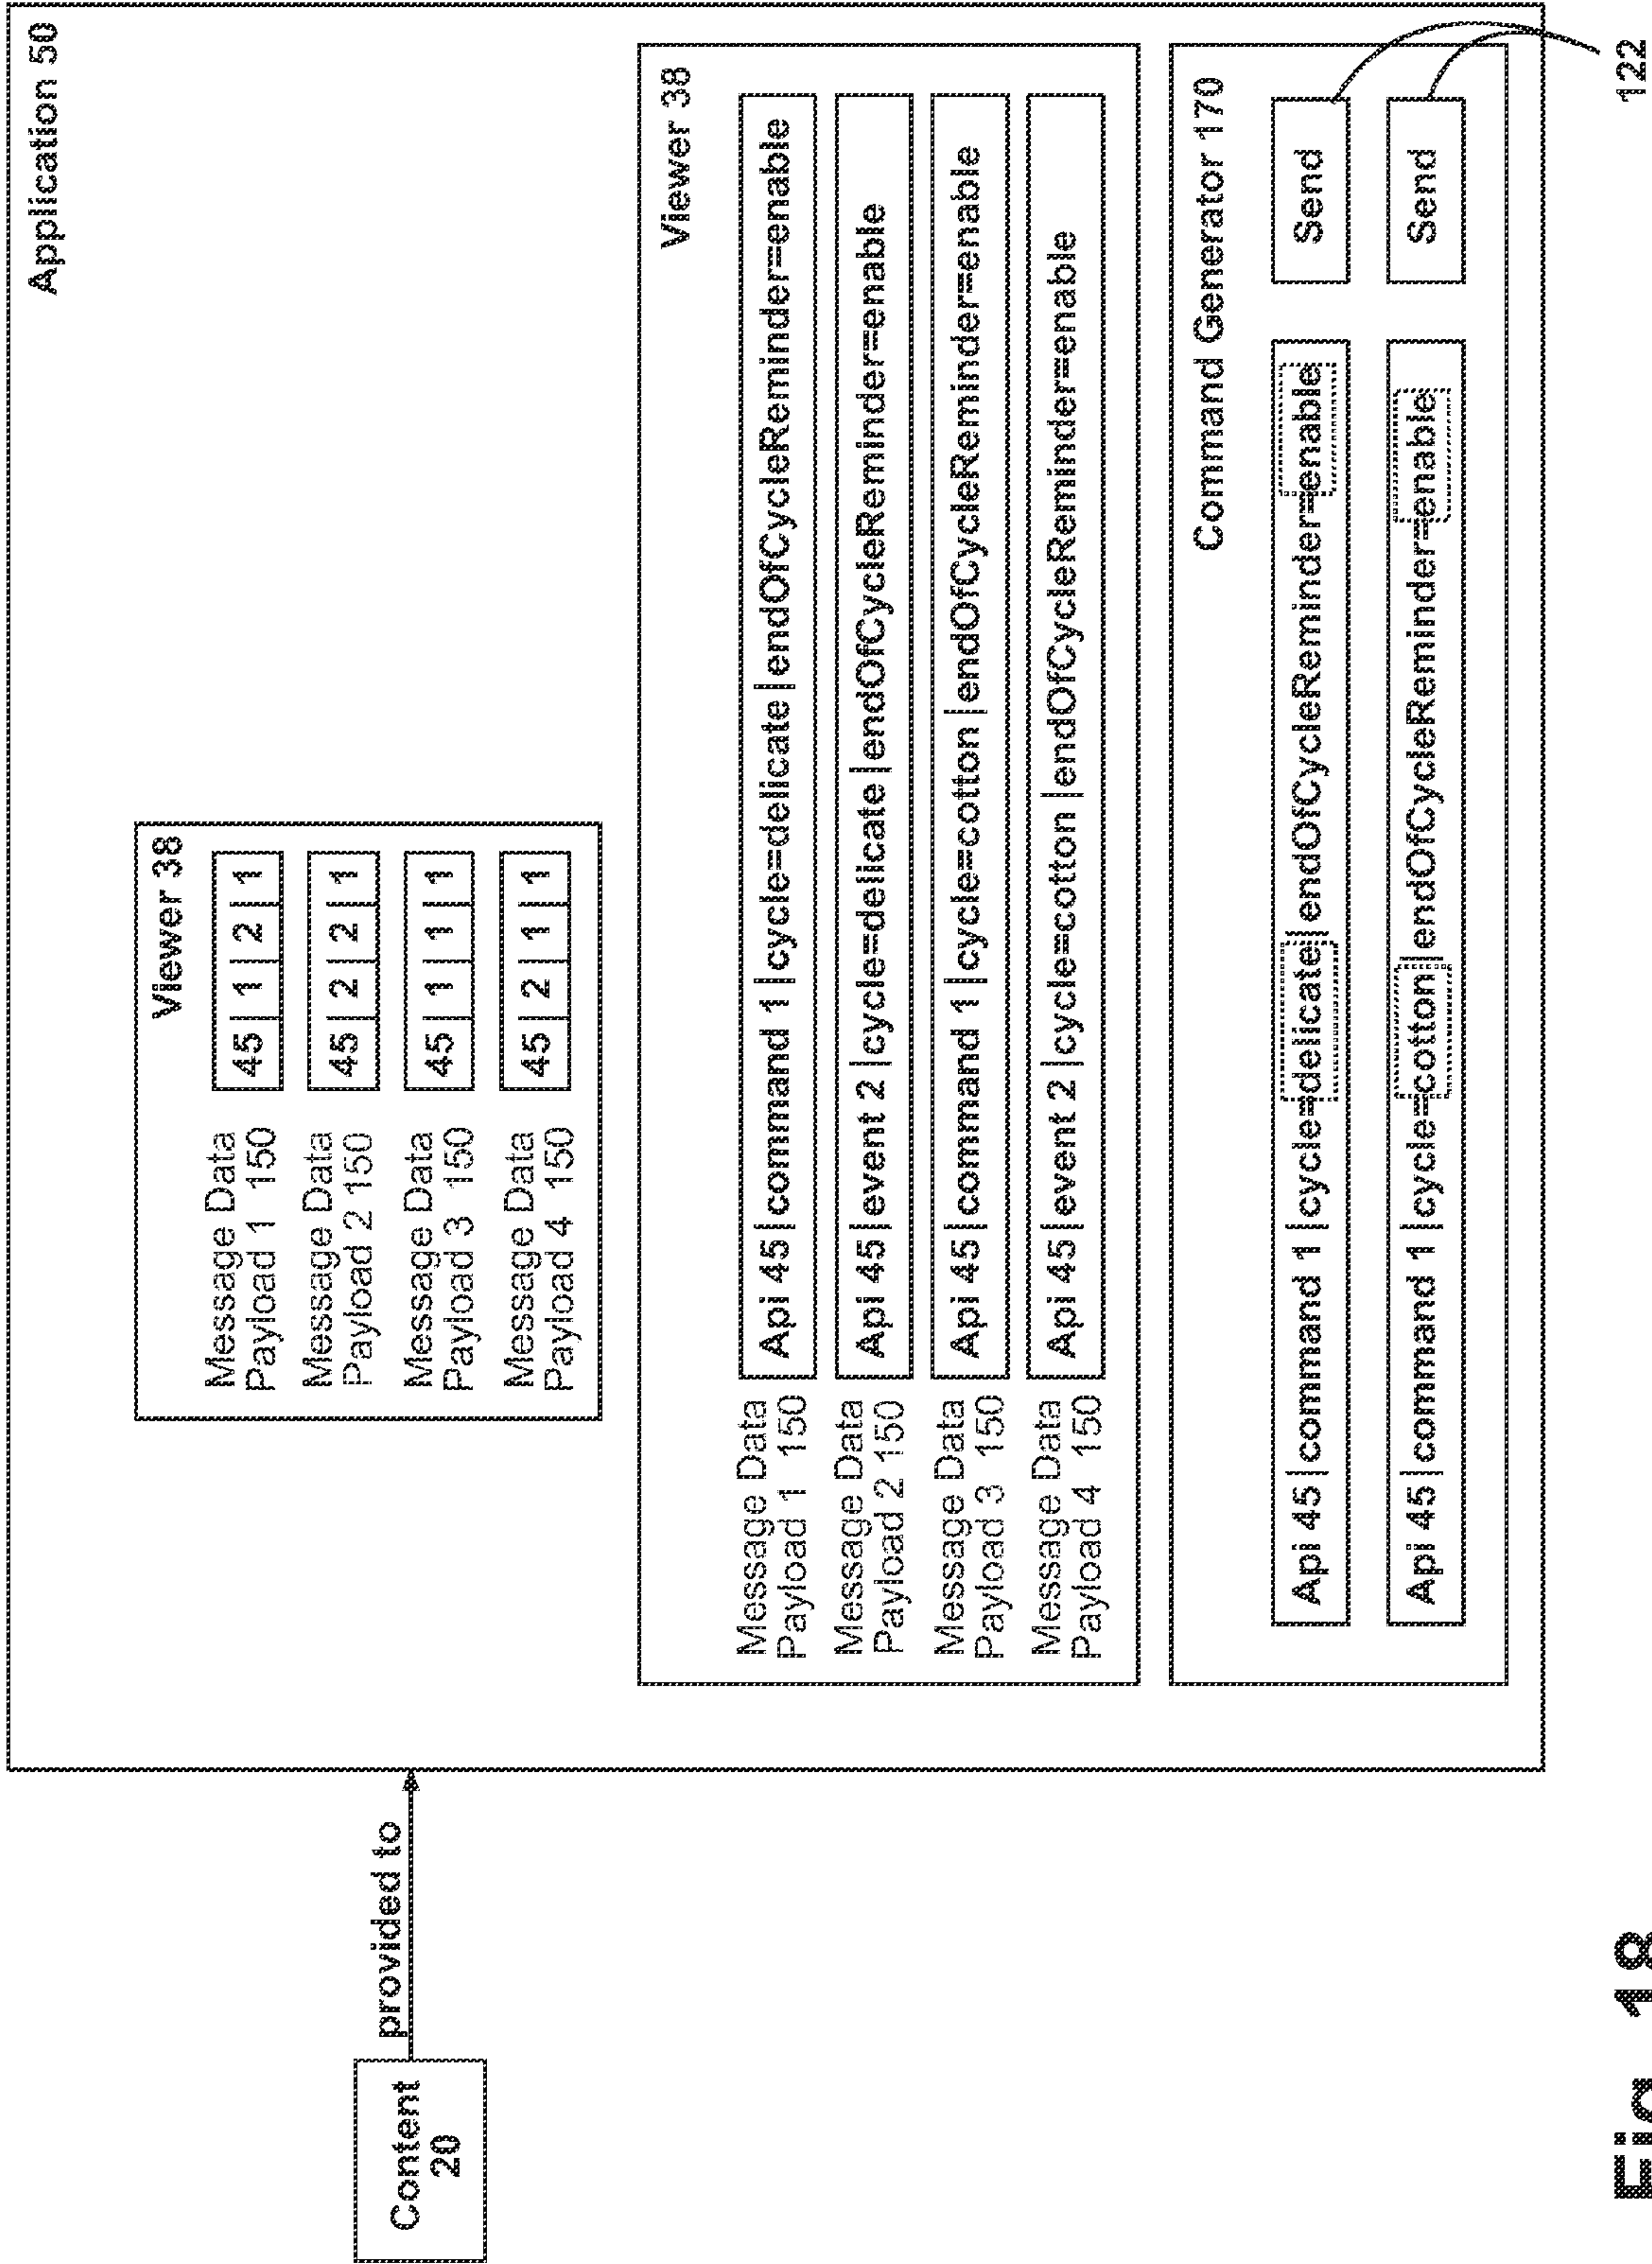 Application 50
Content
20
provided to
Viewer 38
Message Data
Payload 1 150
45 | 1 | 2 | 1
Message Data
Payload 2 150
45 | 2 | 2 | 1
Message Data
Payload 3 150
45 | 1 | 1 | 1
Message Data
Payload 4 150
45 | 2 | 1 | 1
Viewer 38
Message Data
Payload 1 150
Api 45|command 1|cycle=delicate|endOfCycleReminder=enable
Message Data
Payload 2 150
Api 45|event 2|cycle=delicate|endOfCycleReminder=enable
Message Data
Payload 3 150
Api 45|command 1|cycle=cotton|endOfCycleReminder=enable
Message Data
Payload 4 150
Api 45|event 2|cycle=cotton|endOfCycleReminder=enable
Command Generator 170
Api 45|command 1|cycle=delicate|endOfCycleReminder=enable
Send
Api 45|command 1|cycle=cotton|endOfCycleReminder=enable
Send
122
Fig. 18